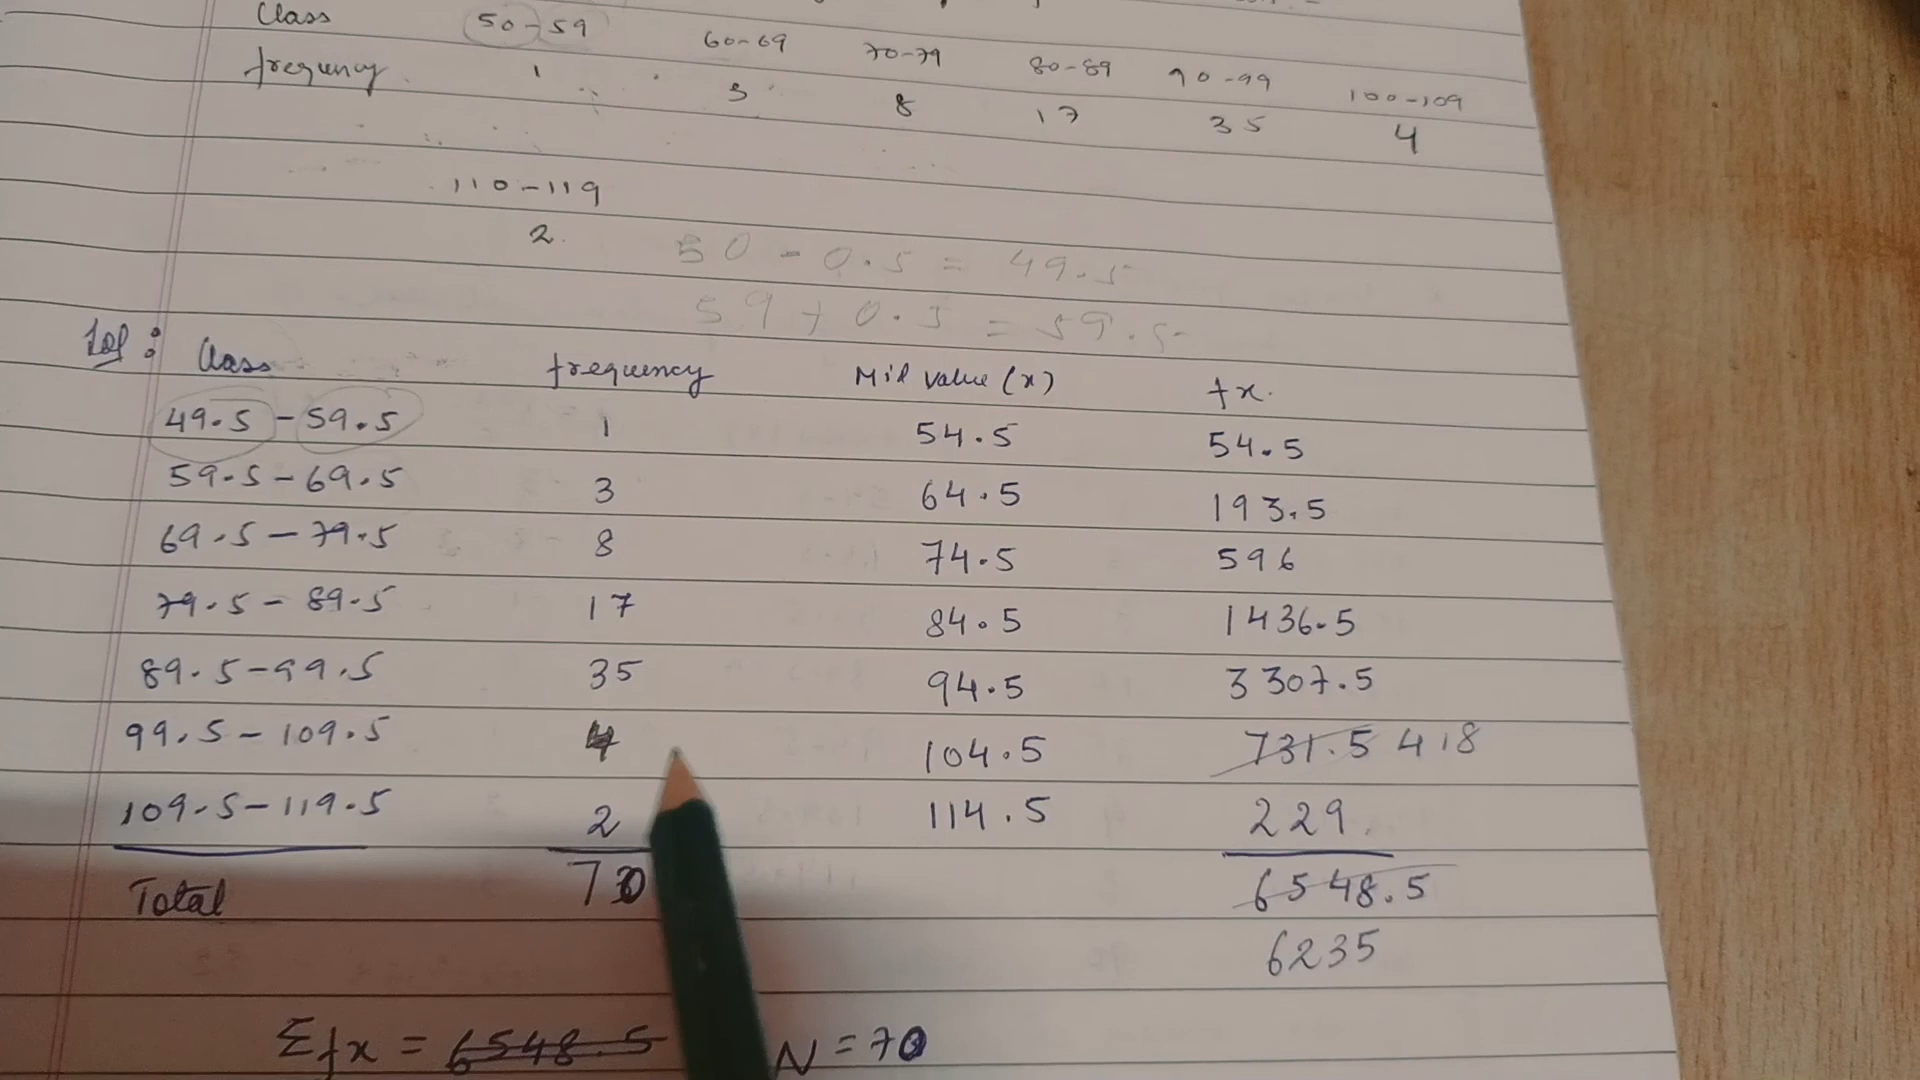 Class 50-59 60-69 70-79 80-89 90-99 100-109
frequency 1 3 8 17 35 4
110-119
2
50 - 0.5 = 49.5
59 + 0.5 = 59.5
Sol:
Class frequency Mid value (x) fx.
49.5 - 59.5 1 54.5 54.5
59.5 - 69.5 3 64.5 193.5
69.5 - 79.5 8 74.5 596
79.5 - 89.5 17 84.5 1436.5
89.5 - 99.5 35 94.5 3307.5
99.5 - 109.5 4 104.5 731.5 418
109.5 - 119.5 2 114.5 229
Total 70 6548.5
6235
Σfx = 6548.5 N = 70